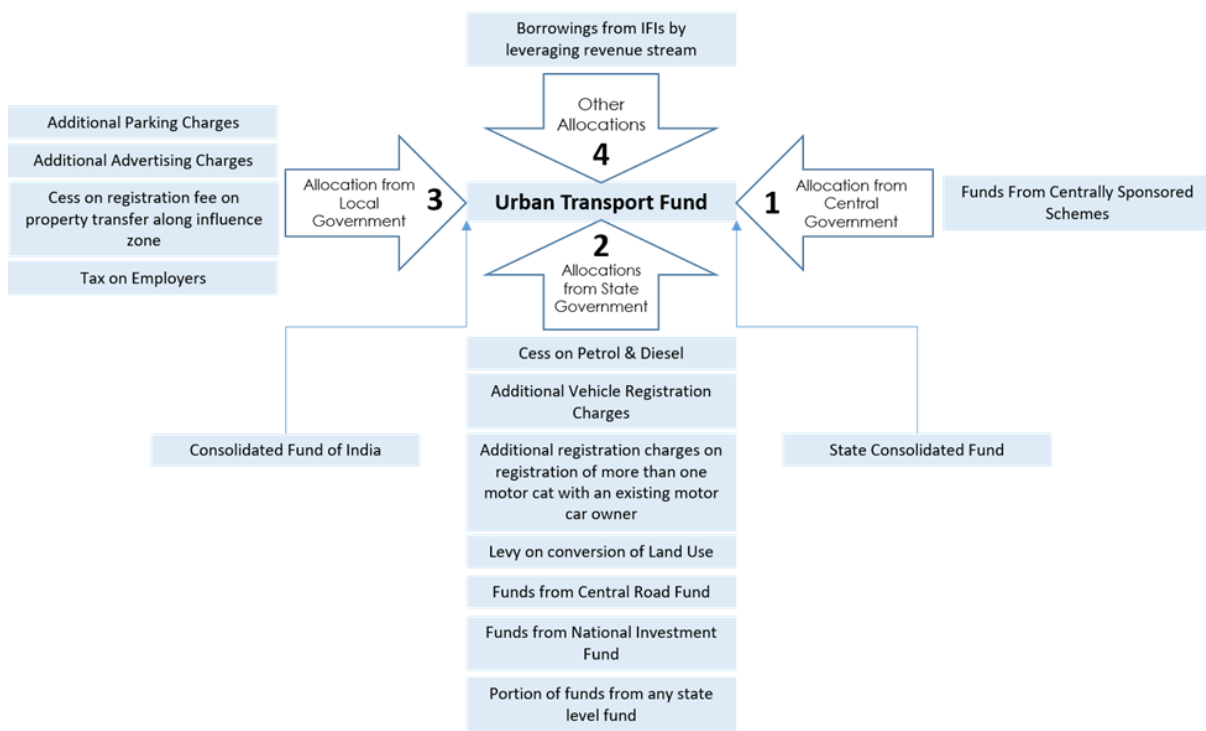 Borrowings from IFIs by
leveraging revenue stream
Other
Allocations
4
Additional Parking Charges
Additional Advertising Charges
Cess on registration fee on
property transfer along influence
zone
Tax on Employers
Allocation from
Local
Government
3
Urban Transport Fund
1
Allocation from
Central
Government
Funds From Centrally Sponsored
Schemes
2
Allocations
from State
Government
Cess on Petrol & Diesel
Additional Vehicle Registration
Charges
Additional registration charges on
registration of more than one
motor cat with an existing motor
car owner
Levy on conversion of Land Use
Funds from Central Road Fund
Funds from National Investment
Fund
Portion of funds from any state
level fund
Consolidated Fund of India
State Consolidated Fund